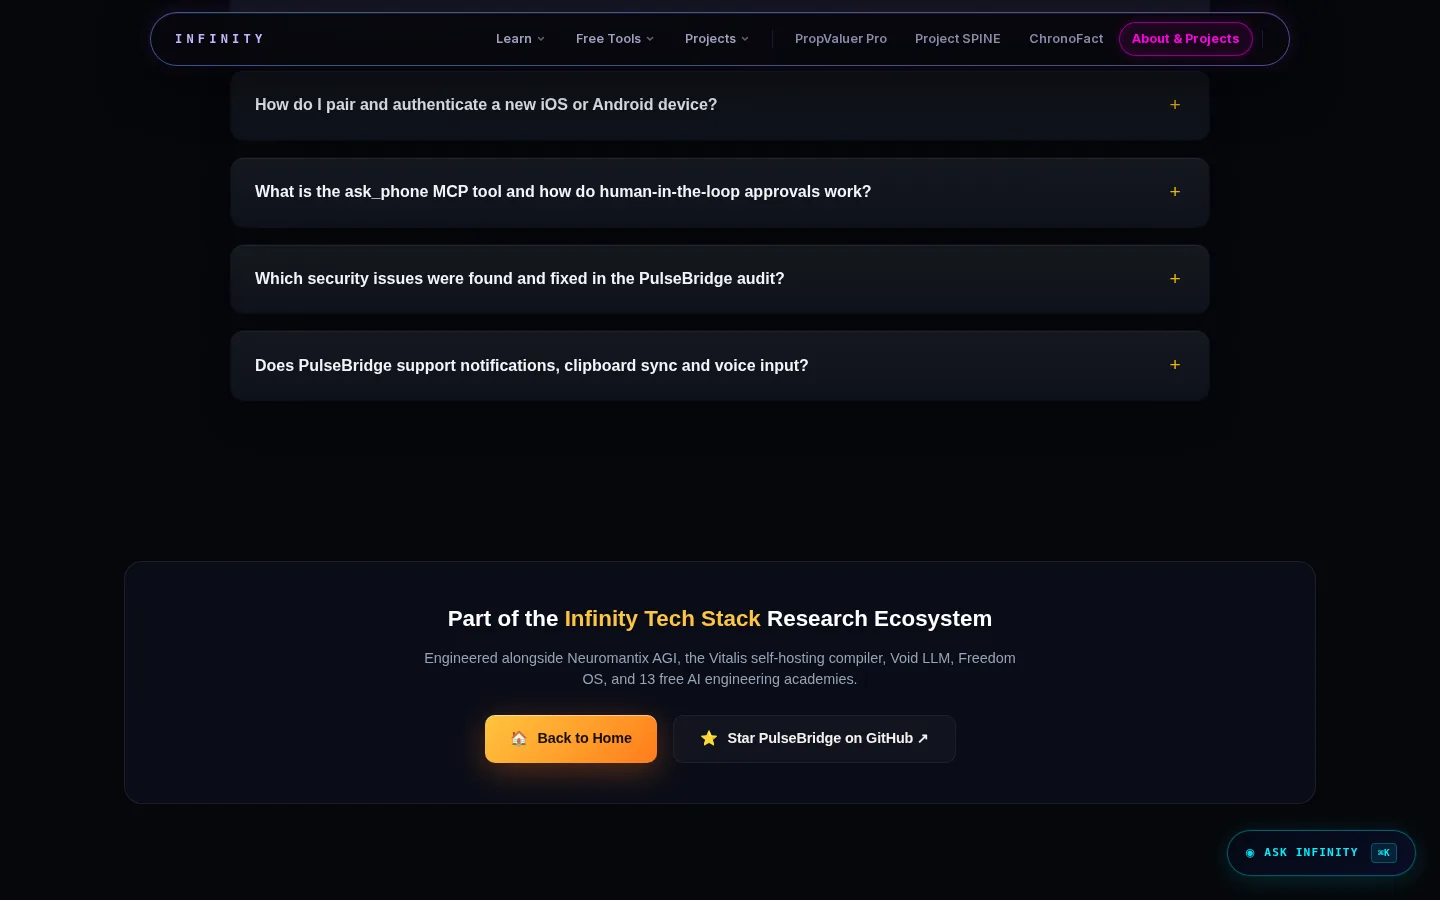 INFINITY
Learn
Free Tools
Projects
PropValuer Pro
Project SPINE
ChronoFact
About & Projects
How do I pair and authenticate a new iOS or Android device?
+
What is the ask_phone MCP tool and how do human-in-the-loop approvals work?
+
Which security issues were found and fixed in the PulseBridge audit?
+
Does PulseBridge support notifications, clipboard sync and voice input?
+
Part of the Infinity Tech Stack Research Ecosystem
Engineered alongside Neuromantix AGI, the Vitalis self-hosting compiler, Void LLM, Freedom
OS, and 13 free AI engineering academies.
🏠 Back to Home
⭐ Star PulseBridge on GitHub ↗
◉ ASK INFINITY ⌘K